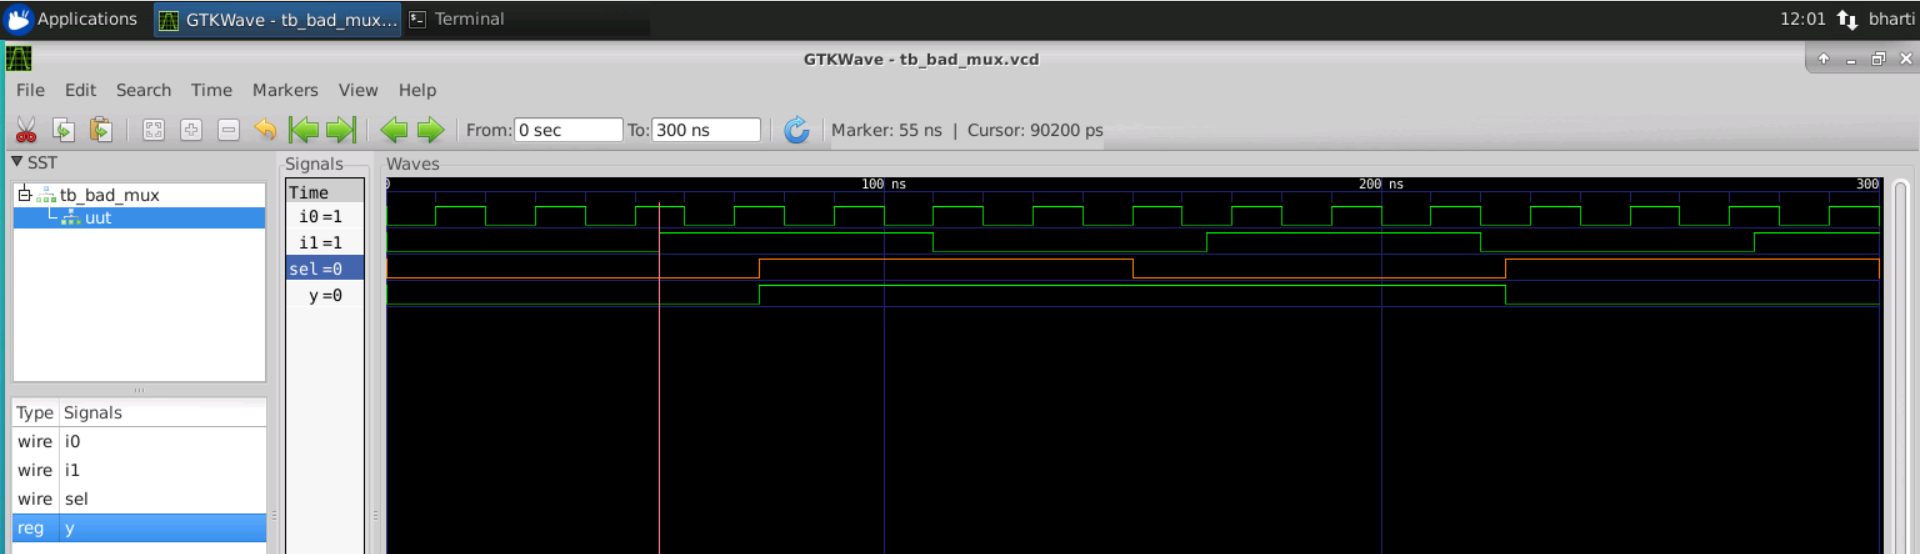 Applications GTKWave - tb_bad_mux... Terminal 12:01 bharti
GTKWave - tb_bad_mux.vcd
File Edit Search Time Markers View Help
From: 0 sec To: 300 ns Marker: 55 ns | Cursor: 90200 ps
SST
tb_bad_mux
uut
Type Signals
wire i0
wire i1
wire sel
reg y
Signals
Time
i0=1
i1=1
sel=0
y=0
Waves
0 100 ns 200 ns 300